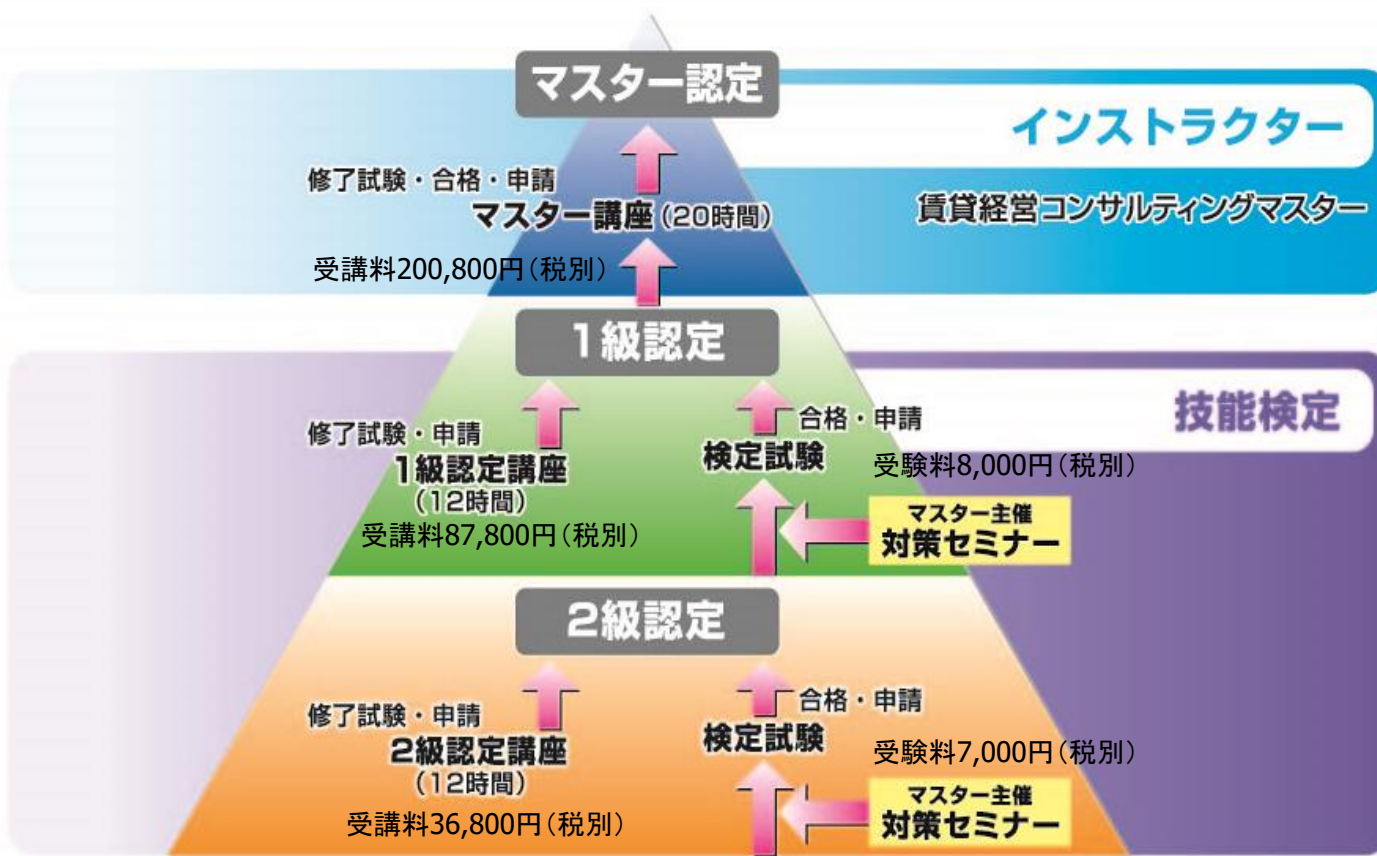 マスター認定
インストラクター
修了試験・合格・申請
マスター講座(20時間)
賃貸経営コンサルティングマスター
受講料200,800円(税別)
1級認定
技能検定
修了試験・申請
1級認定講座
(12時間)
受講料87,800円(税別)
合格・申請
検定試験
受験料8,000円(税別)
マスター主催
対策セミナー
2級認定
修了試験・申請
2級認定講座
(12時間)
受講料36,800円(税別)
合格・申請
検定試験
受験料7,000円(税別)
マスター主催
対策セミナー